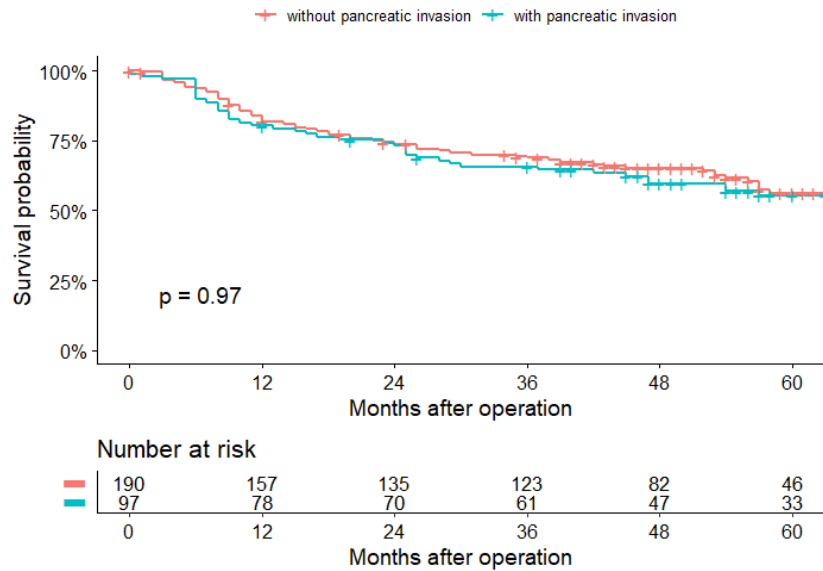 without pancreatic invasion with pancreatic invasion
100%
75%
50%
25%
0%
Survival probability
p = 0.97
0 12 24 36 48 60
Months after operation
Number at risk
190 157 135 123 82 46
97 78 70 61 47 33
0 12 24 36 48 60
Months after operation